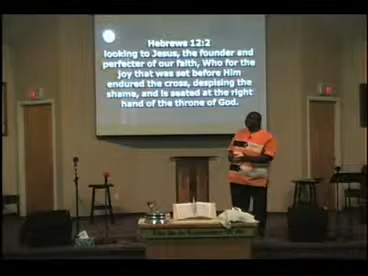 Hebrews 12:2
looking to Jesus, the founder and
perfecter of our faith, Who for the
joy that was set before Him
endured the cross, despising the
shame, and is seated at the right
hand of the throne of God.